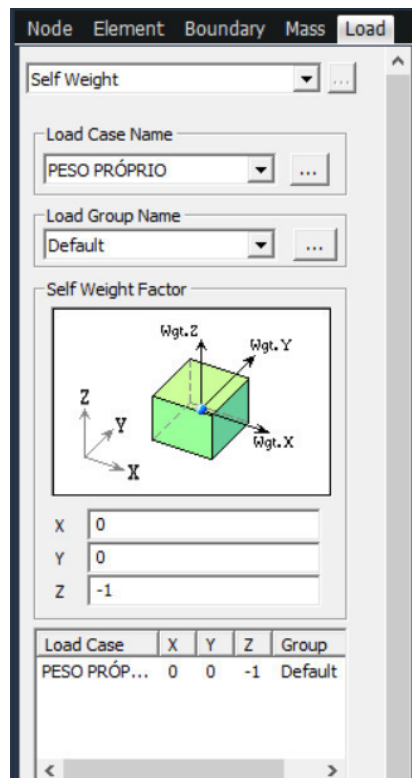 Node Element Boundary Mass Load
Self Weight ...
Load Case Name
PESO PRÓPRIO ...
Load Group Name
Default ...
Self Weight Factor
Wgt.Z
Wgt.Y
Z
Y
Wgt.X
X
X 0
Y 0
Z -1
Load Case X Y Z Group
PESO PRÓP... 0 0 -1 Default